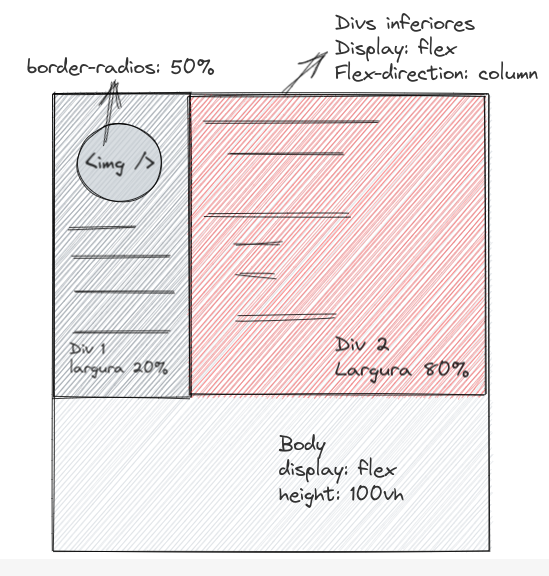 Divs inferiores
Display: flex
Flex-direction: column
border-radios: 50%
<img />
Div 1
largura 20%
Div 2
Largura 80%
Body
display: flex
height: 100vh